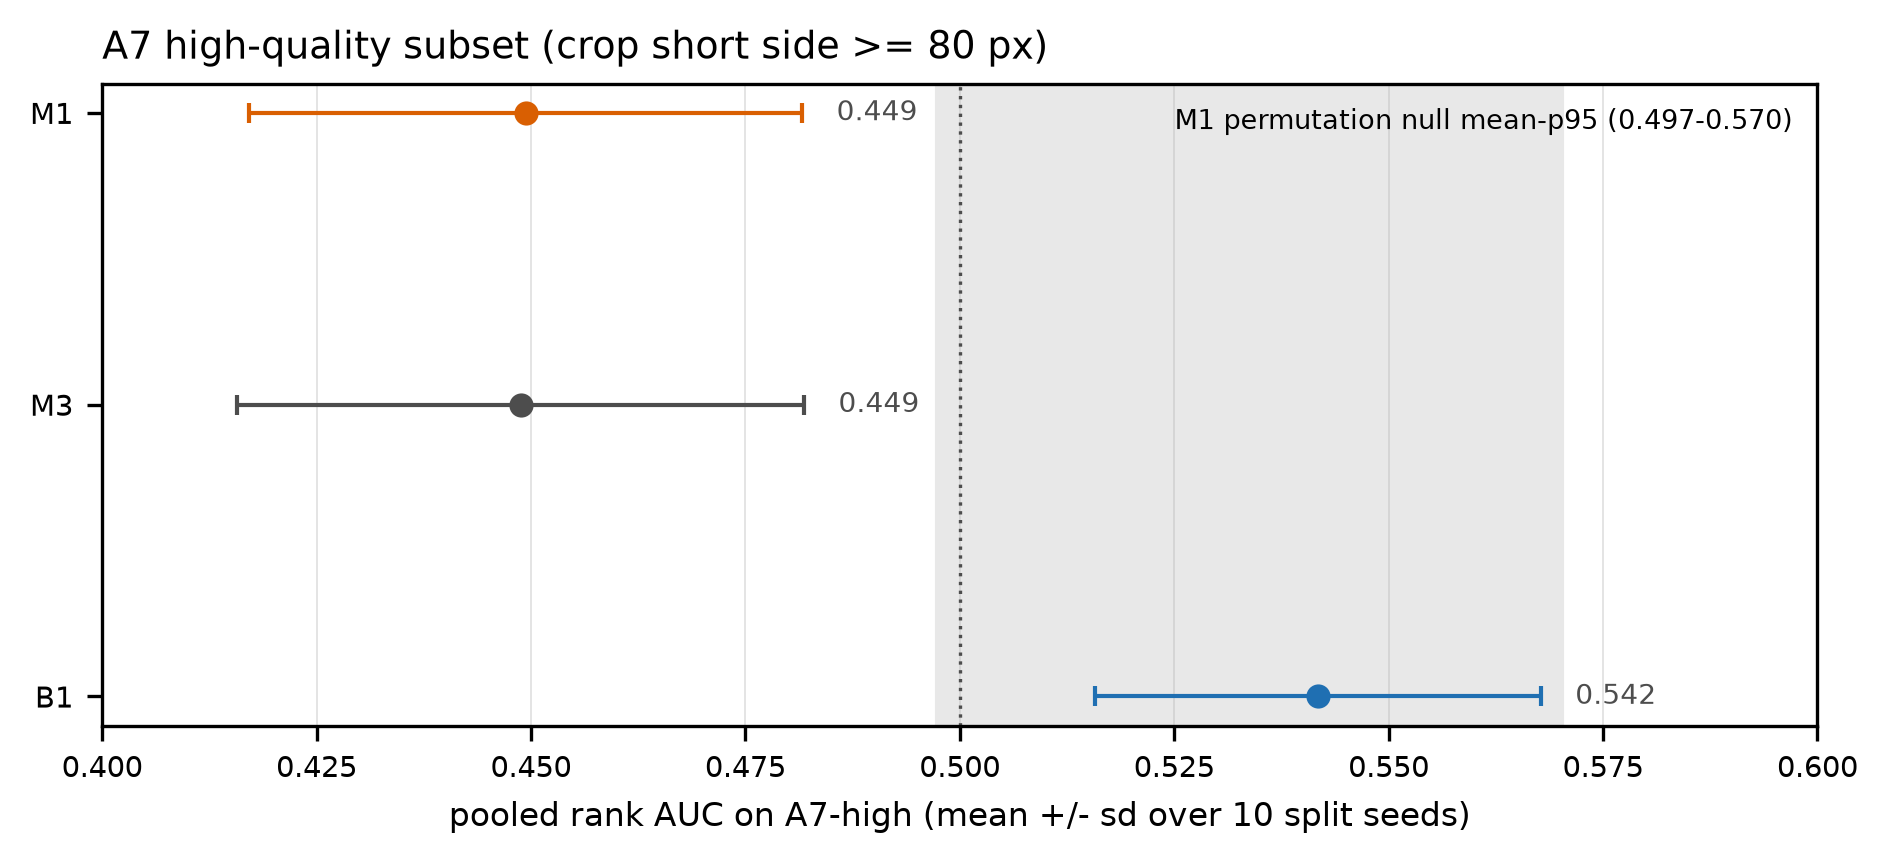 A7 high-quality subset (crop short side >= 80 px)
M1
0.449
M1 permutation null mean-p95 (0.497-0.570)
M3
0.449
B1
0.542
0.400 0.425 0.450 0.475 0.500 0.525 0.550 0.575 0.600
pooled rank AUC on A7-high (mean +/- sd over 10 split seeds)